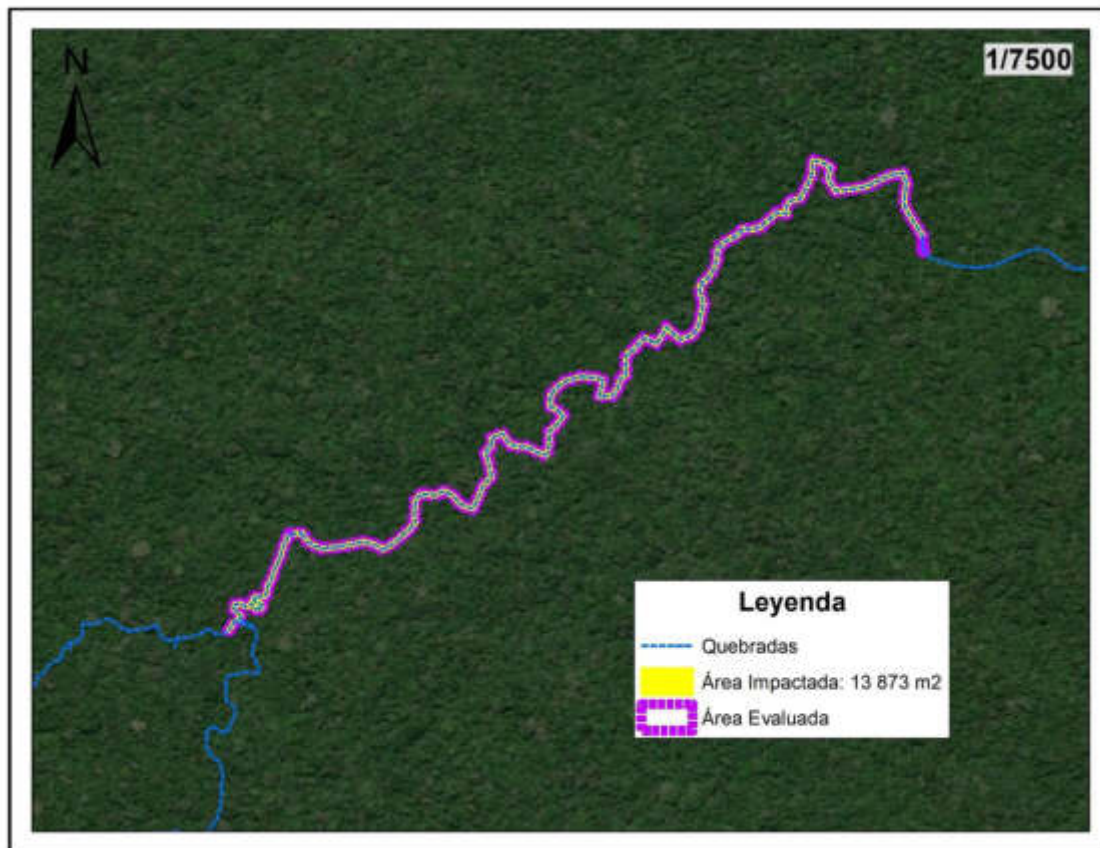 N
1/7500
Leyenda
Quebradas
Área Impactada: 13 873 m2
Área Evaluada